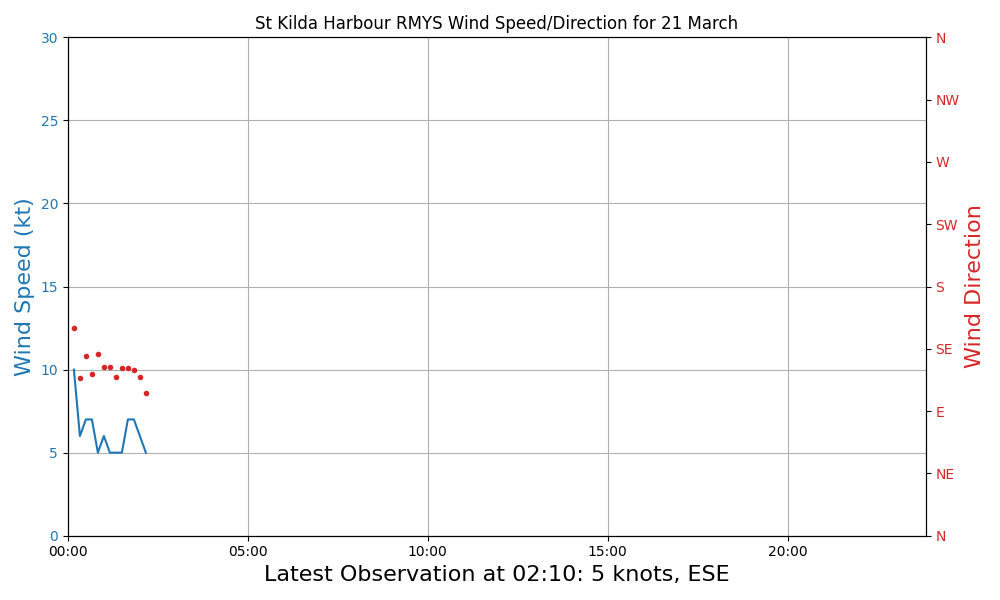 St Kilda Harbour RMYS Wind Speed/Direction for 21 March
30
25
20
15
10
5
0
Wind Speed (kt)
N
NW
W
SW
S
SE
E
NE
N
Wind Direction
00:00
05:00
10:00
15:00
20:00
Latest Observation at 02:10: 5 knots, ESE